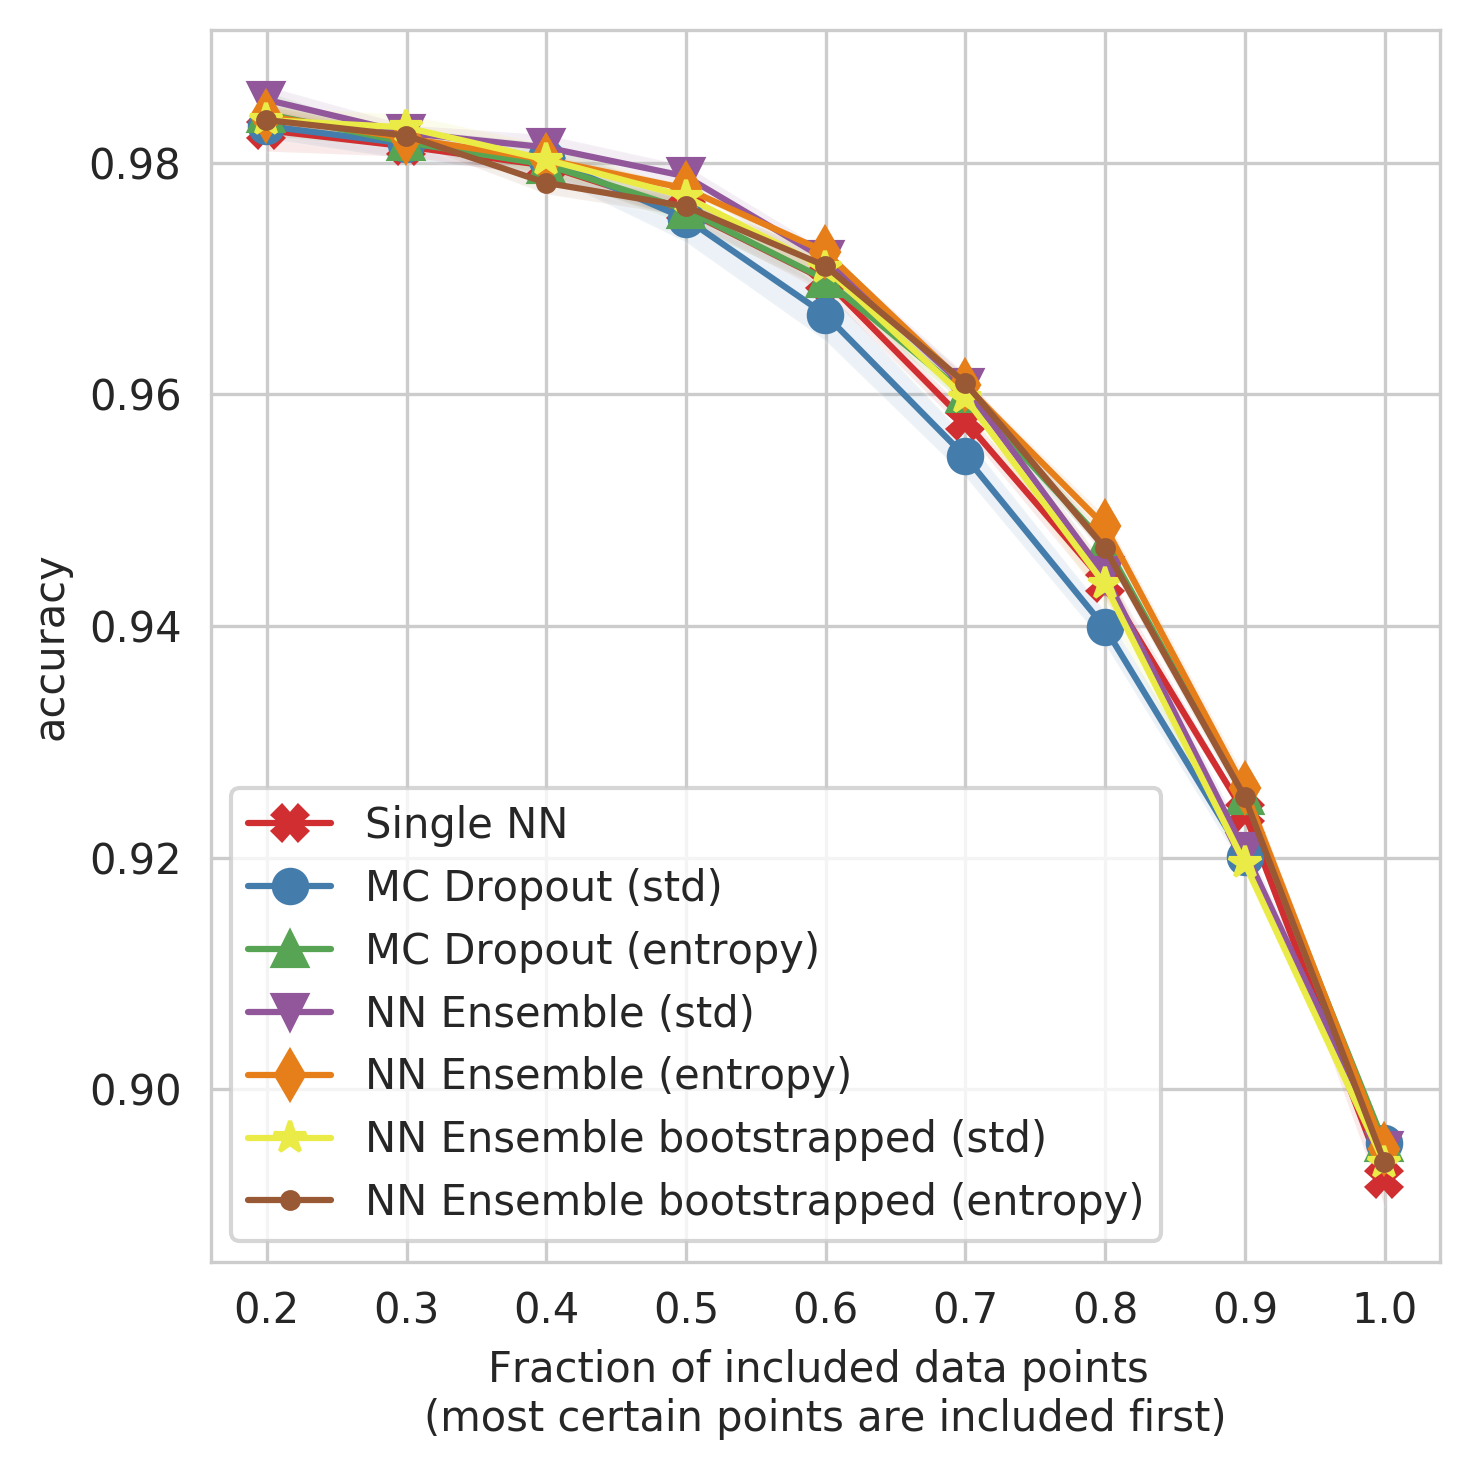 0.98
0.96
0.94
0.92
0.90
accuracy
Single NN
MC Dropout (std)
MC Dropout (entropy)
NN Ensemble (std)
NN Ensemble (entropy)
NN Ensemble bootstrapped (std)
NN Ensemble bootstrapped (entropy)
0.2 0.3 0.4 0.5 0.6 0.7 0.8 0.9 1.0
Fraction of included data points
(most certain points are included first)